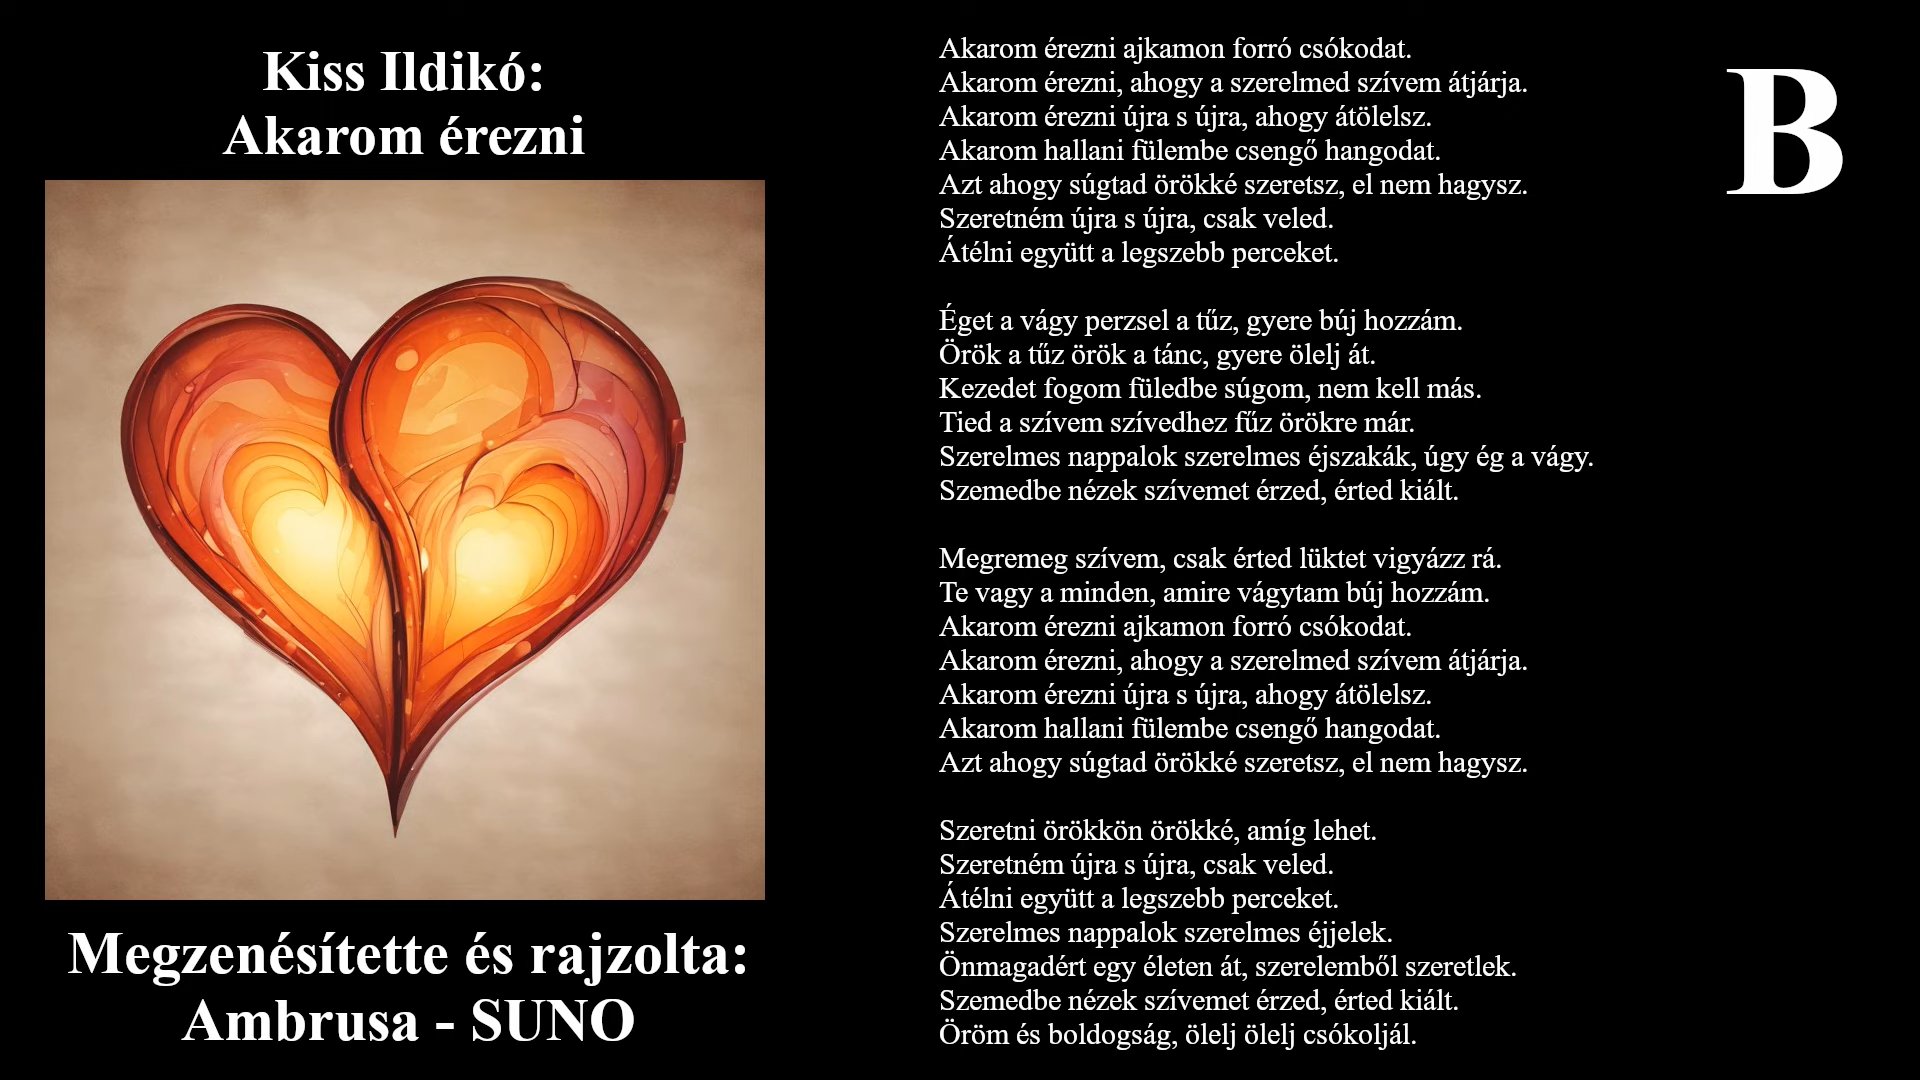 Kiss Ildikó:
Akarom érezni
Megzenésítette és rajzolta:
Ambrusa - SUNO
Akarom érezni ajkamon forró csókodat.
Akarom érezni, ahogy a szerelmed szívem átjárja.
Akarom érezni újra s újra, ahogy átölelsz.
Akarom hallani fülembe csengő hangodat.
Azt ahogy súgtad örökké szeretsz, el nem hagysz.
Szeretném újra s újra, csak veled.
Átélni együtt a legszebb perceket.

Éget a vágy perzsel a tűz, gyere búj hozzám.
Örök a tűz örök a tánc, gyere ölelj át.
Kezedet fogom füledbe súgom, nem kell más.
Tied a szívem szívedhez fűz örökre már.
Szerelmes nappalok szerelmes éjszakák, úgy ég a vágy.
Szemedbe nézek szívemet érzed, érted kiált.

Megremeg szívem, csak érted lüktet vigyázz rá.
Te vagy a minden, amire vágytam búj hozzám.
Akarom érezni ajkamon forró csókodat.
Akarom érezni, ahogy a szerelmed szívem átjárja.
Akarom érezni újra s újra, ahogy átölelsz.
Akarom hallani fülembe csengő hangodat.
Azt ahogy súgtad örökké szeretsz, el nem hagysz.

Szeretni örökkön örökké, amíg lehet.
Szeretném újra s újra, csak veled.
Átélni együtt a legszebb perceket.
Szerelmes nappalok szerelmes éjjelek.
Önmagadért egy életen át, szerelemből szeretlek.
Szemedbe nézek szívemet érzed, érted kiált.
Öröm és boldogság, ölelj ölelj csókoljál.
B